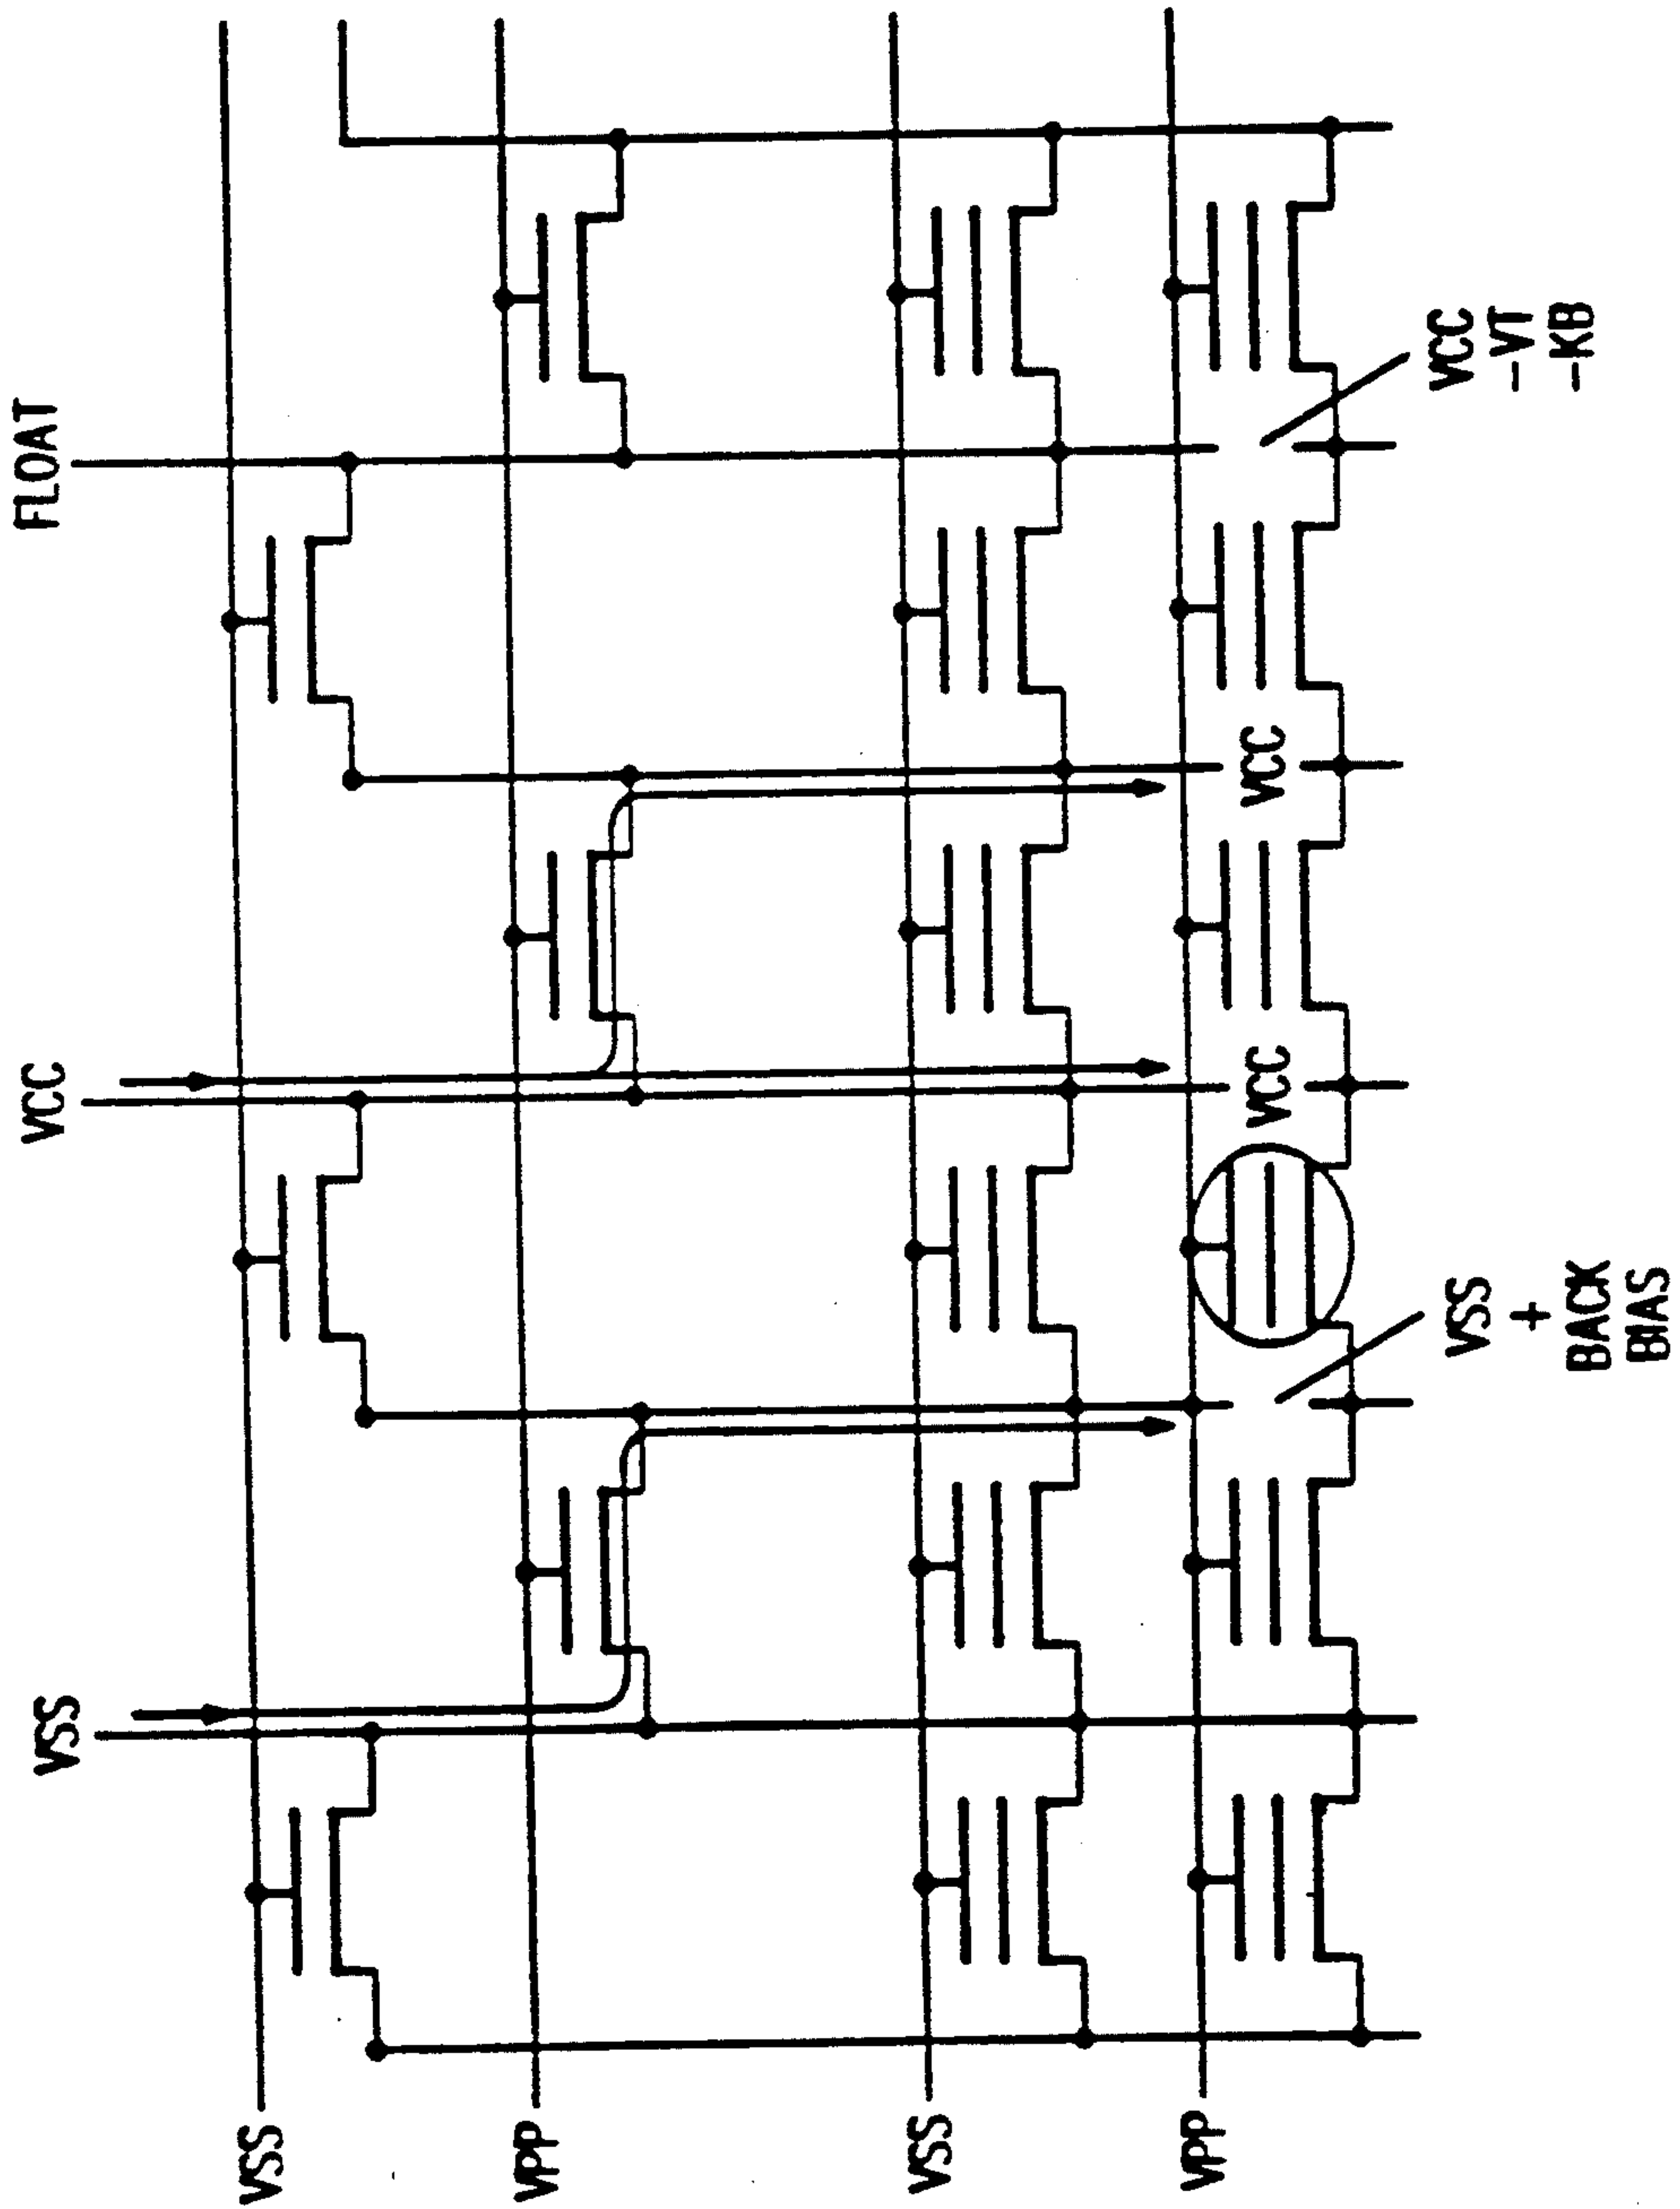 VSS
VCC
FLOAT
VSS
VPP
VSS
VPP
VCC
VCC
VSS
+
BACK
BIAS
VCC
-VT
-KB